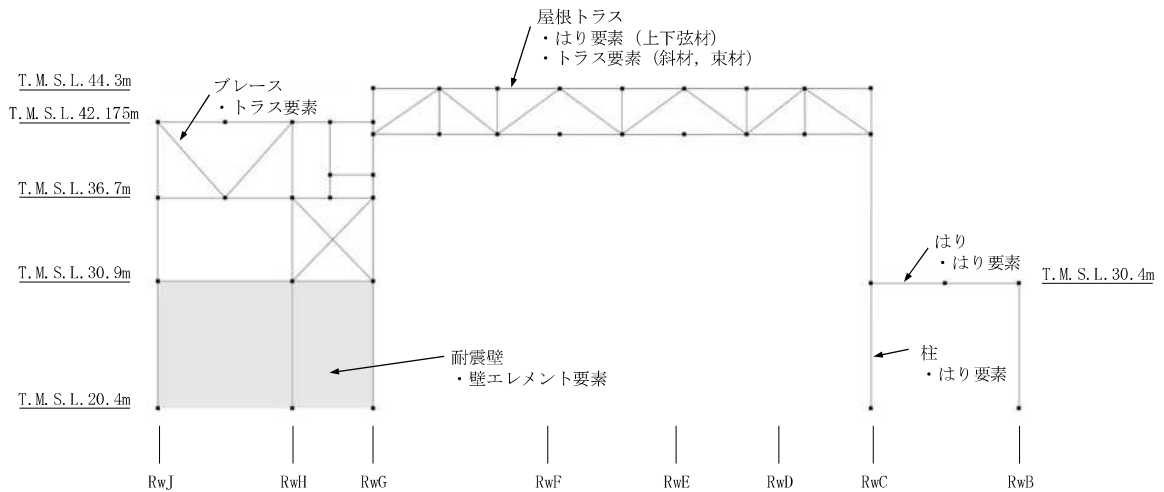 屋根トラス
・はり要素(上下弦材)
・トラス要素(斜材,束材)
T.M.S.L.44.3m
ブレース
・トラス要素
T.M.S.L.42.175m
T.M.S.L.36.7m
はり
・はり要素
T.M.S.L.30.9m
T.M.S.L.30.4m
耐震壁
・壁エレメント要素
柱
・はり要素
T.M.S.L.20.4m
RwJ RwH RwG RwF RwE RwD RwC RwB